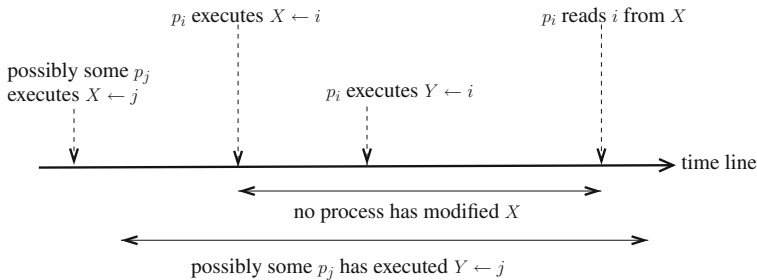 p_i executes X ← i
p_i reads i from X
possibly some p_j
executes X ← j
p_i executes Y ← i
time line
no process has modified X
possibly some p_j has executed Y ← j